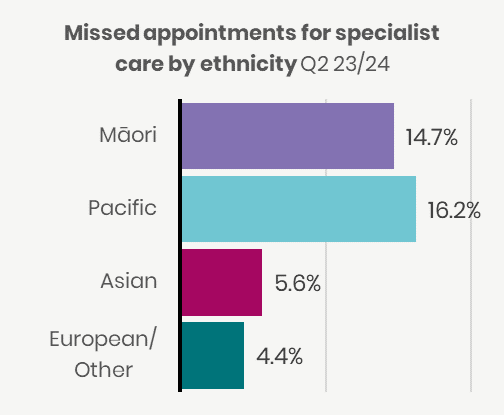 Missed appointments for specialist
care by ethnicity Q2 23/24
Māori
14.7%
Pacific
16.2%
Asian
5.6%
European/
Other
4.4%